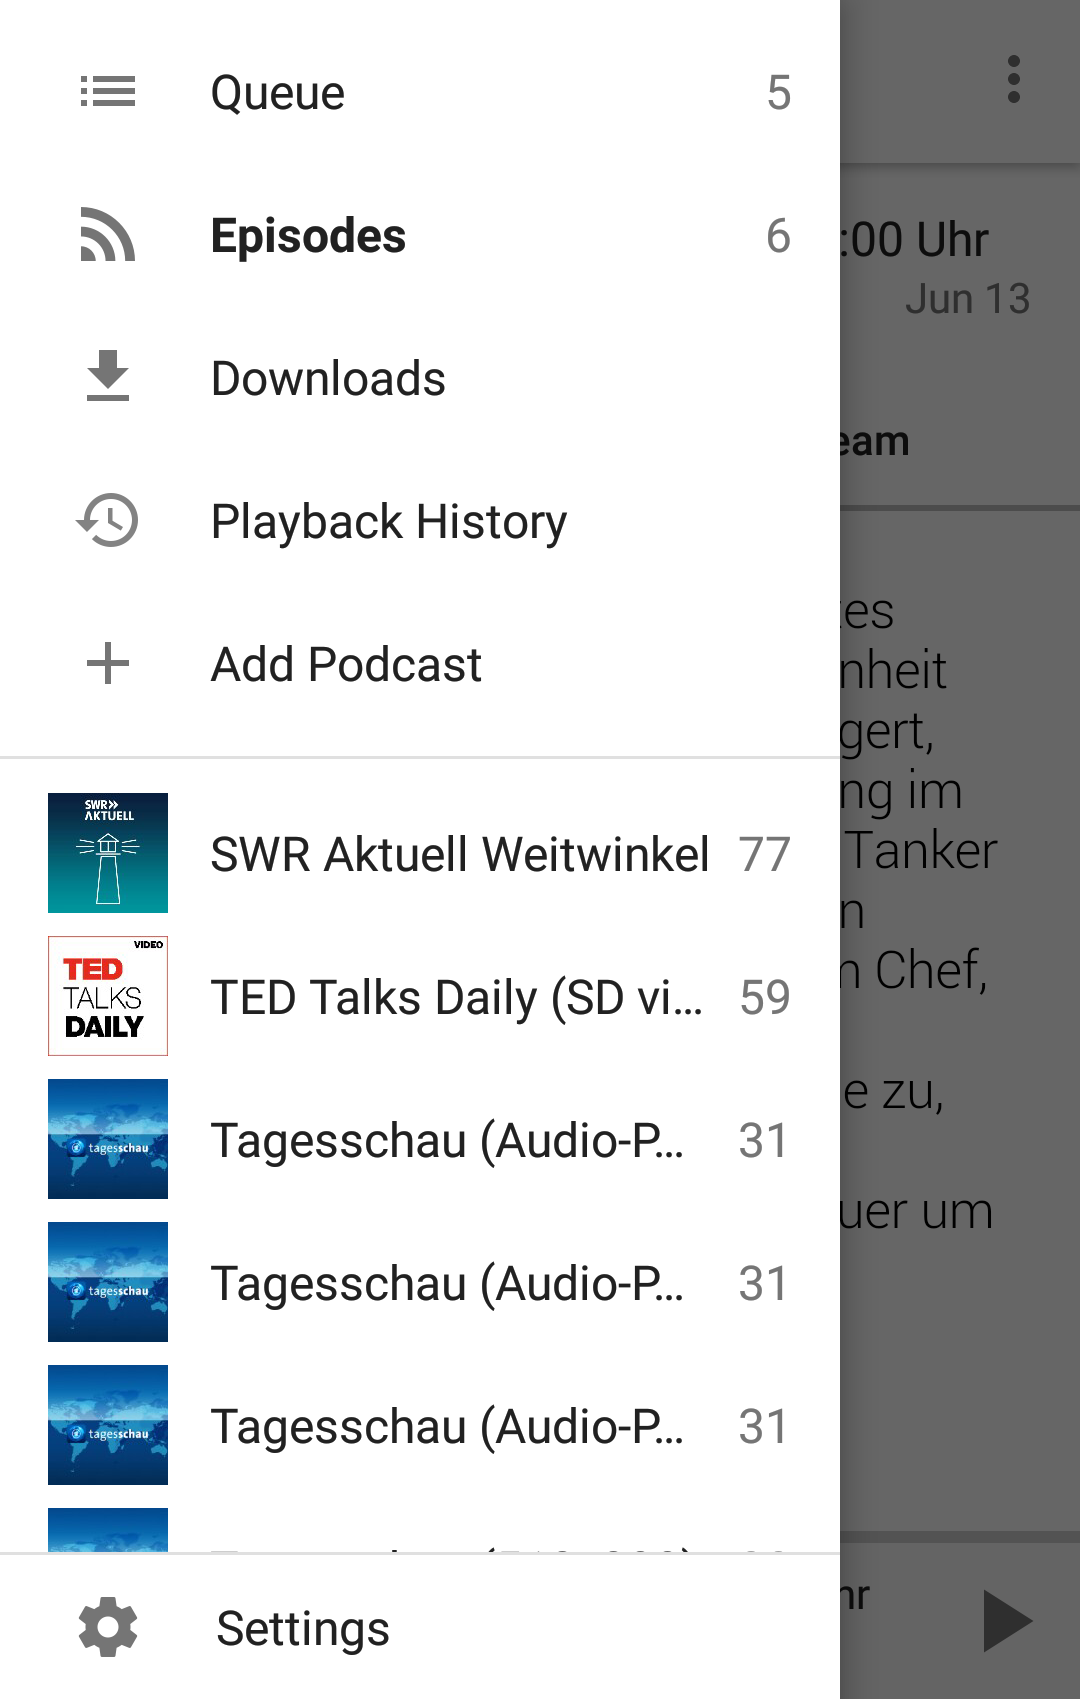 Queue 5
Episodes 6
Downloads
Playback History
Add Podcast
SWR»
AKTUELL
SWR Aktuell Weitwinkel 77
VIDEO
TED
TALKS
DAILY
TED Talks Daily (SD vi... 59
tagesschau
Tagesschau (Audio-P... 31
tagesschau
Tagesschau (Audio-P... 31
tagesschau
Tagesschau (Audio-P... 31
Settings
:00 Uhr
Jun 13
eam
tes
nheit
gert,
ng im
Tanker
n
n Chef,
e zu,
uer um
hr